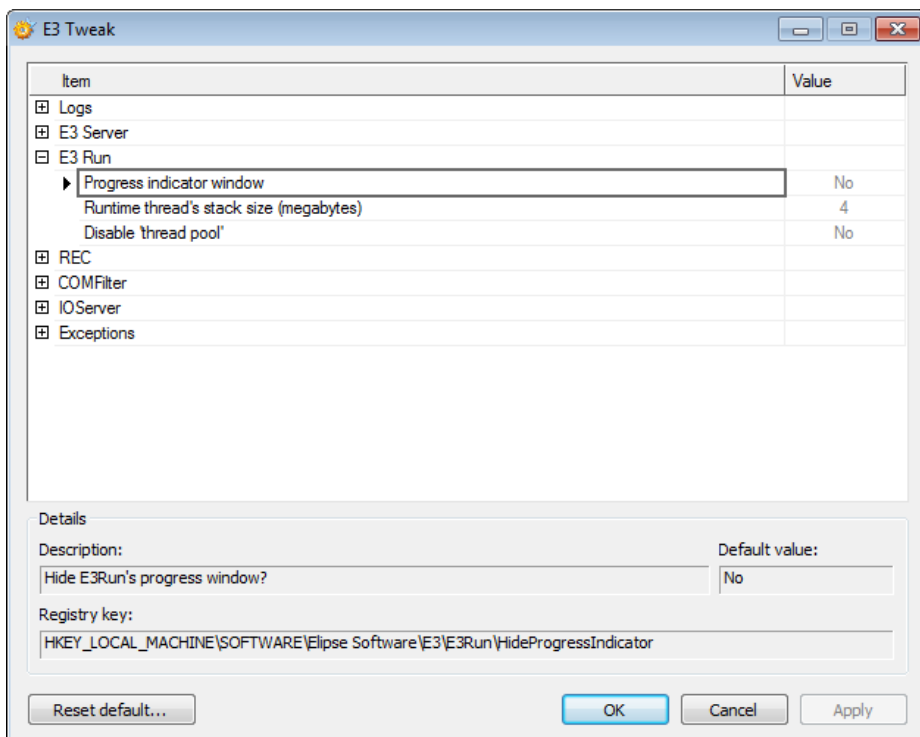 E3 Tweak
Item Value
Logs
E3 Server
E3 Run
Progress indicator window No
Runtime thread's stack size (megabytes) 4
Disable 'thread pool' No
REC
COMFilter
IOServer
Exceptions
Details
Description: Default value:
Hide E3Run's progress window? No
Registry key:
HKEY_LOCAL_MACHINE\SOFTWARE\Elipse Software\E3\E3Run\HideProgressIndicator
Reset default... OK Cancel Apply